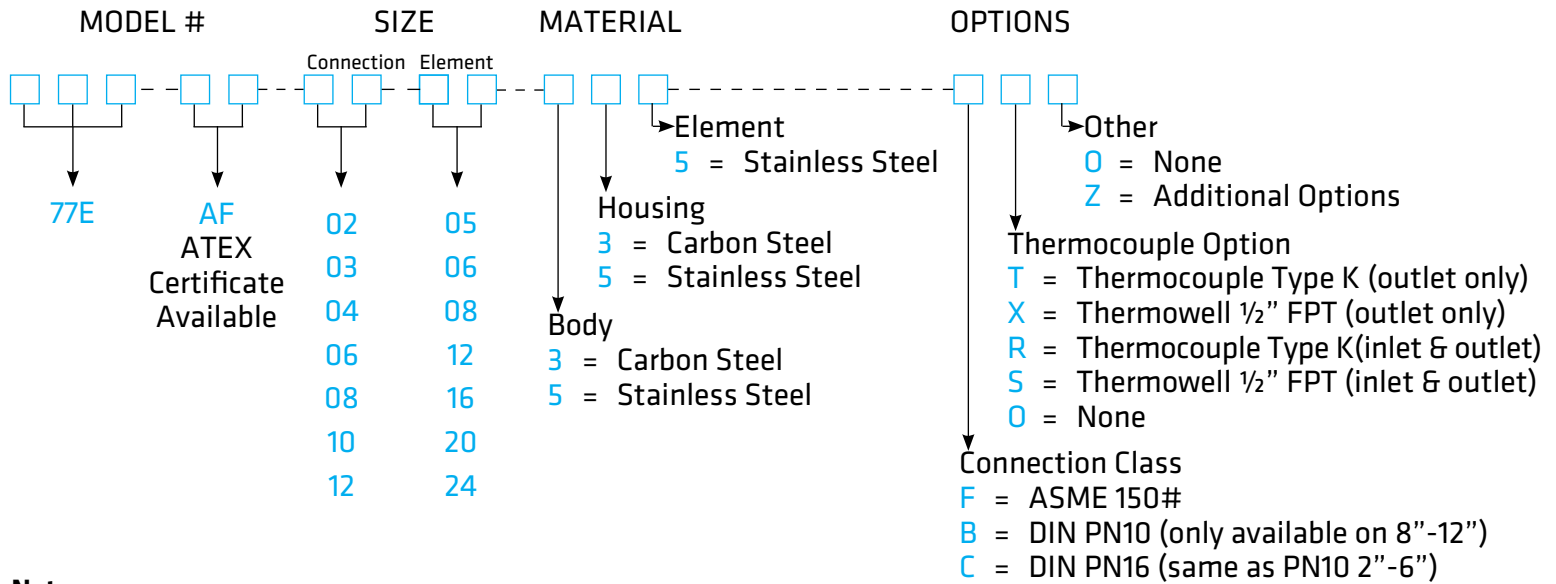 MODEL # SIZE MATERIAL OPTIONS
Connection Element
77E
AF
ATEX
Certificate
Available
02 05
03 06
04 08
06 12
08 16
10 20
12 24
Body
3 = Carbon Steel
5 = Stainless Steel
Housing
3 = Carbon Steel
5 = Stainless Steel
Element
5 = Stainless Steel
Connection Class
F = ASME 150#
B = DIN PN10 (only available on 8”-12”)
C = DIN PN16 (same as PN10 2”-6”)
Thermocouple Option
T = Thermocouple Type K (outlet only)
X = Thermowell ½” FPT (outlet only)
R = Thermocouple Type K(inlet & outlet)
S = Thermowell ½” FPT (inlet & outlet)
O = None
Other
O = None
Z = Additional Options